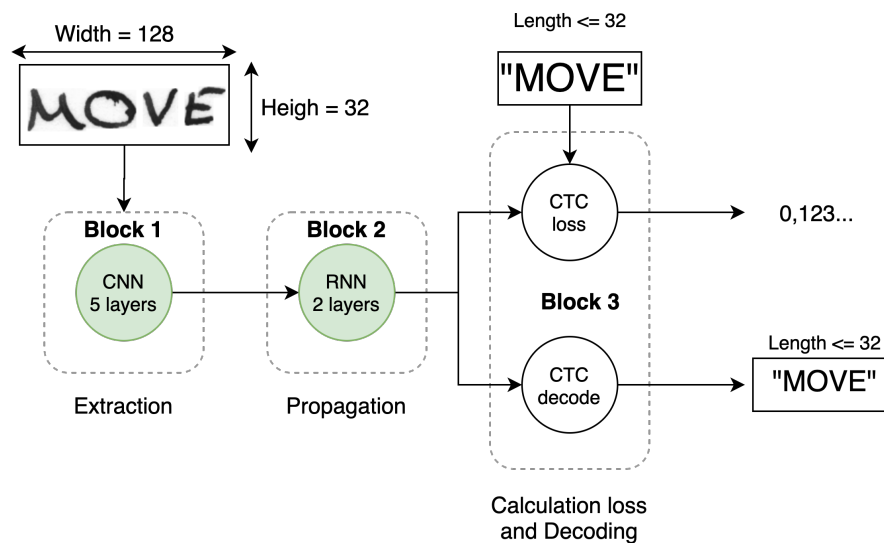 Width = 128
MOVE
Heigh = 32
Length <= 32
"MOVE"
Block 1
CNN
5 layers
Extraction
Block 2
RNN
2 layers
Propagation
CTC
loss
0,123...
Block 3
CTC
decode
Length <= 32
"MOVE"
Calculation loss
and Decoding